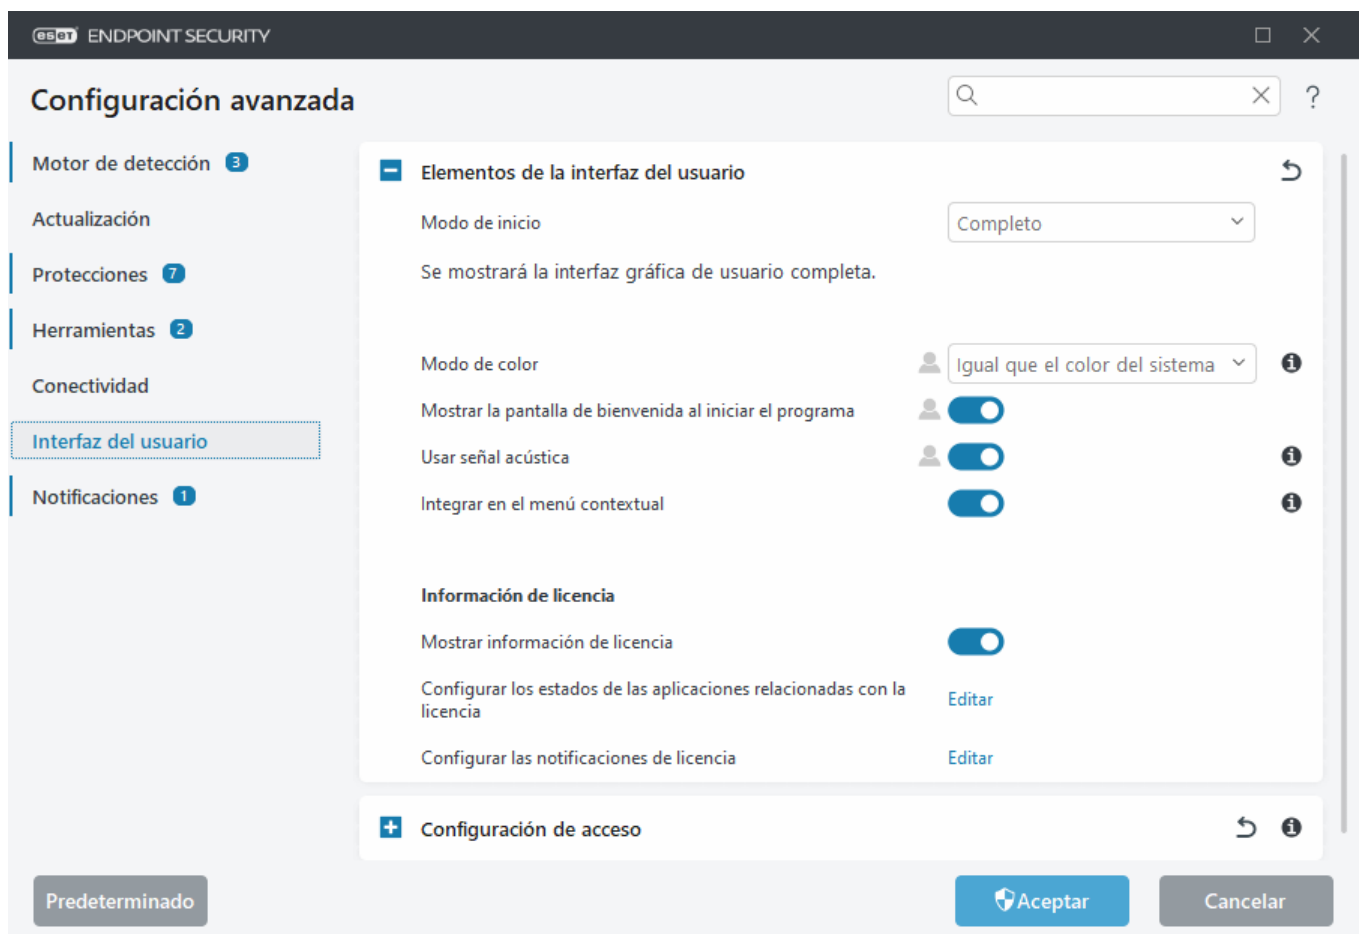 eset ENDPOINT SECURITY
Configuración avanzada
?
Motor de detección 3
Actualización
Protecciones 7
Herramientas 2
Conectividad
Interfaz del usuario
Notificaciones 1
Elementos de la interfaz del usuario
Modo de inicio Completo
Se mostrará la interfaz gráfica de usuario completa.
Modo de color Igual que el color del sistema
Mostrar la pantalla de bienvenida al iniciar el programa
Usar señal acústica
Integrar en el menú contextual
Información de licencia
Mostrar información de licencia
Configurar los estados de las aplicaciones relacionadas con la
licencia Editar
Configurar las notificaciones de licencia Editar
Configuración de acceso
Predeterminado Aceptar Cancelar